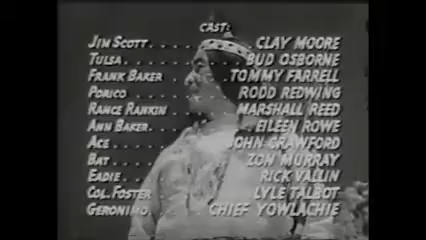 CAST:
JIM SCOTT......CLAY MOORE
TULSA.........BUD OSBORNE
FRANK BAKER....TOMMY FARRELL
PORICO........RODD REDWING
RANCE RANKIN....MARSHALL REED
ANN BAKER......EILEEN ROWE
ACE..........JOHN CRAWFORD
BAT..........ZON MURRAY
EADIE.........RICK VALLIN
COL. FOSTER.....LYLE TALBOT
GERONIMO.....CHIEF YOWLACHIE